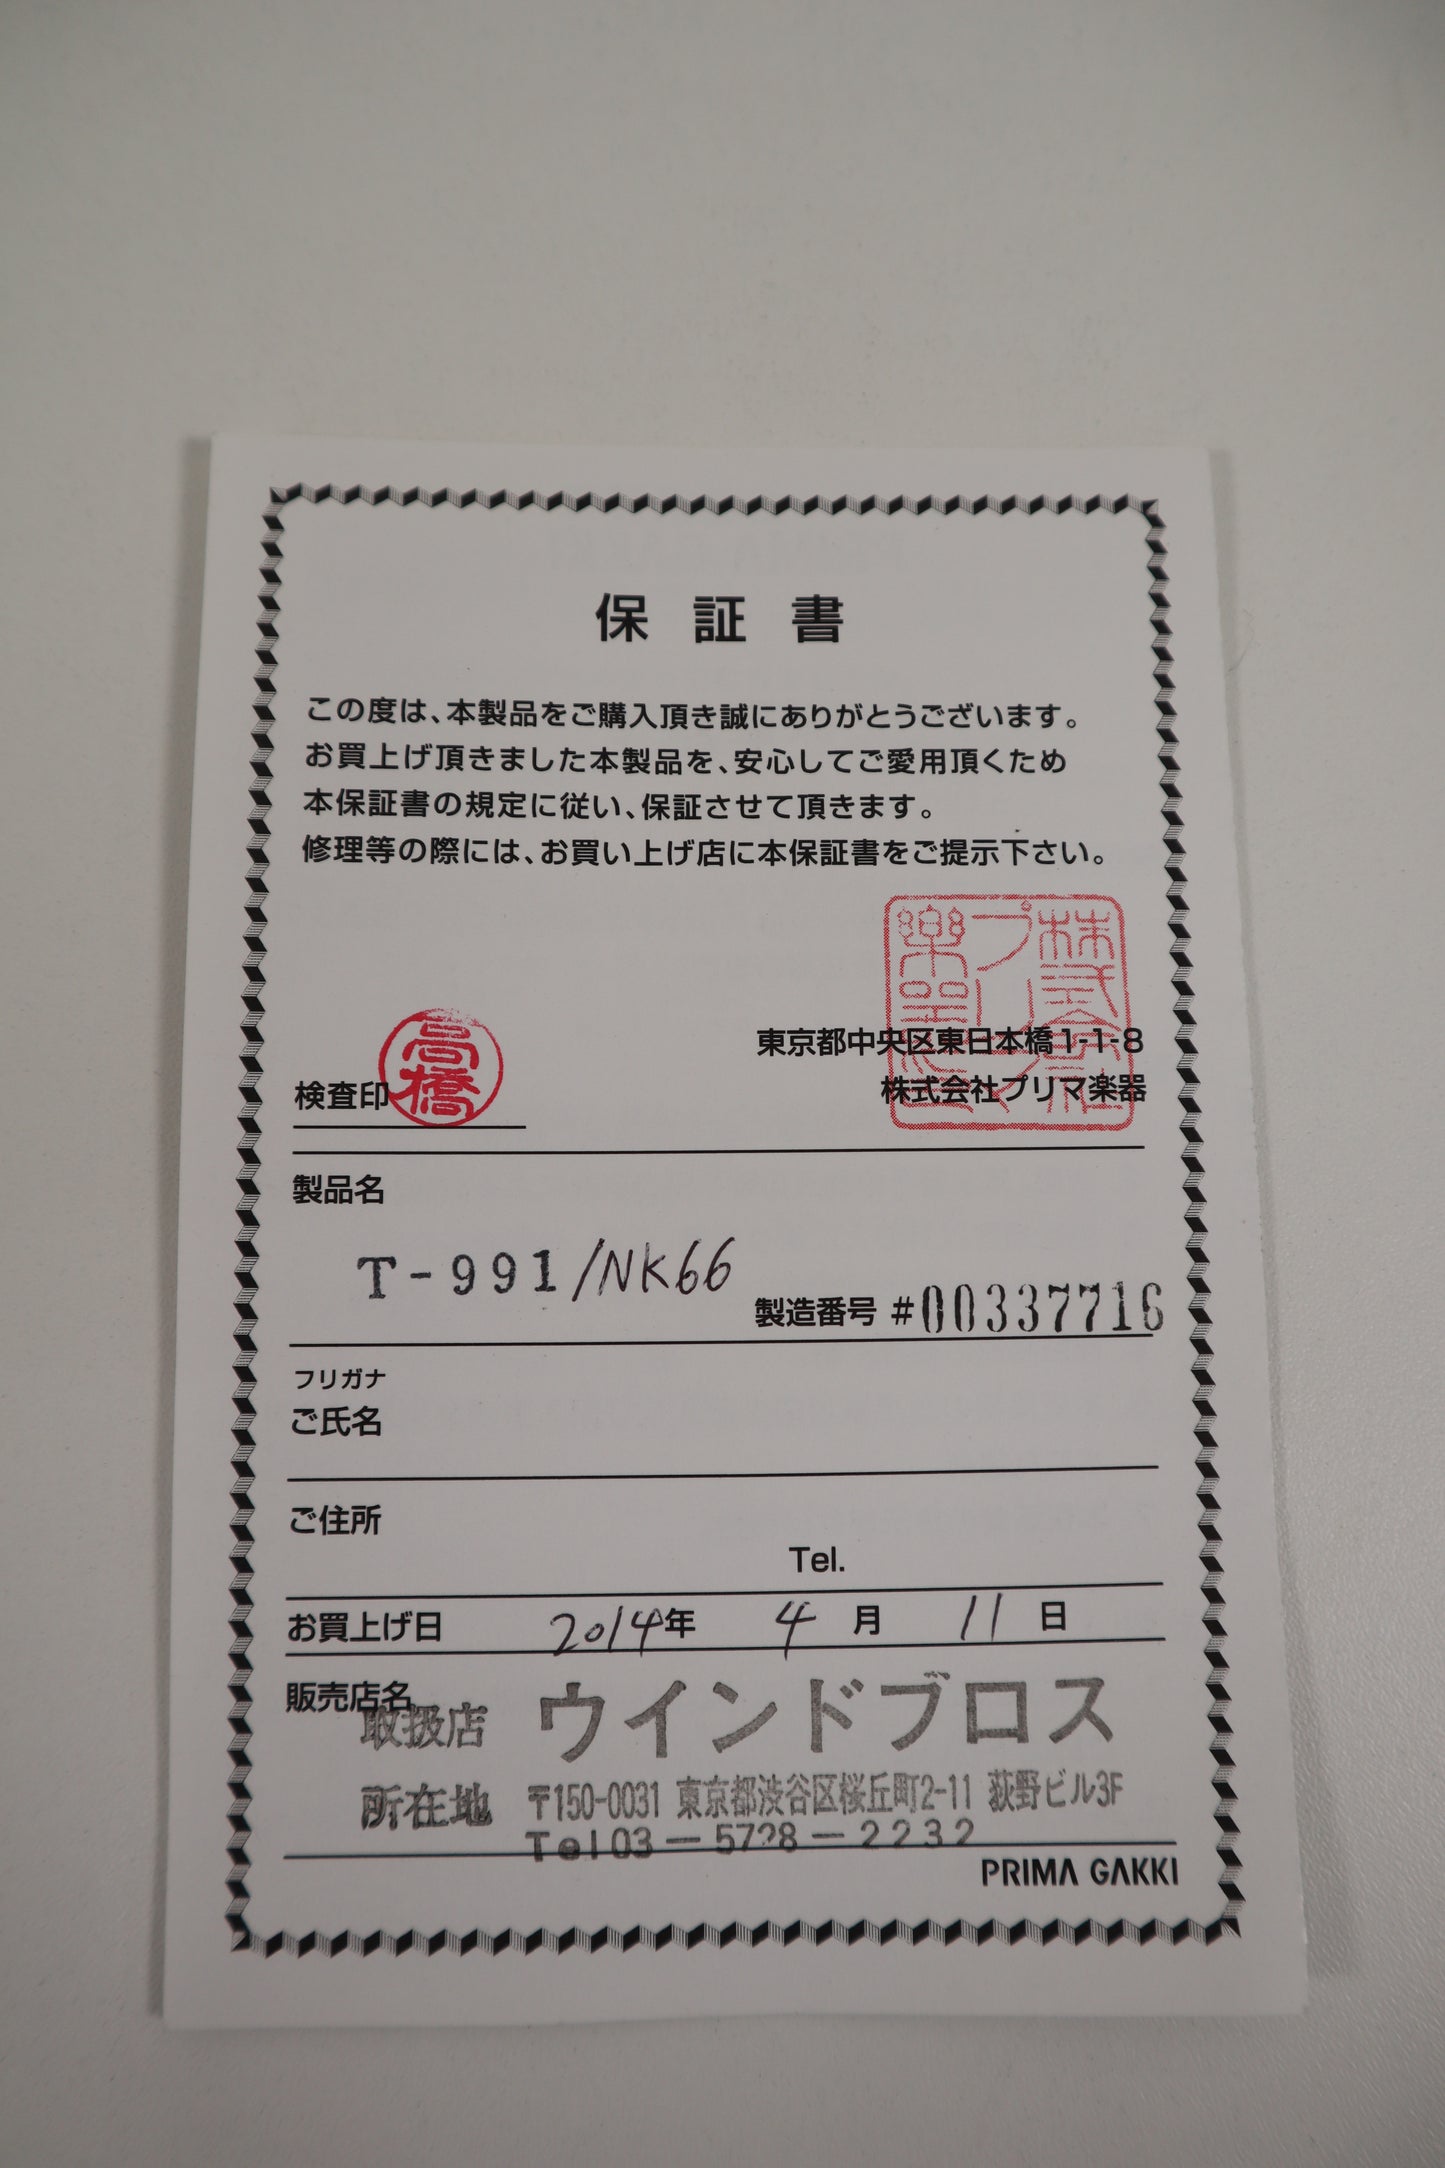 保証書
この度は、本製品をご購入頂き誠にありがとうございます。
お買上げ頂きました本製品を、安心してご愛用頂くため
本保証書の規定に従い、保証させて頂きます。
修理等の際には、お買い上げ店に本保証書をご提示下さい。
東京都中央区東日本橋1-1-8
検査印 高橋
株式会社プリマ楽器
製品名
T-991/NK66
製造番号 #00337716
フリガナ
ご氏名
ご住所
Tel.
お買上げ日 2014年 4月 11日
販売店名
取扱店 ウインドブロス
所在地 〒150-0031 東京都渋谷区桜丘町2-11 荻野ビル3F
Tel03-5728-2232
PRIMA GAKKI